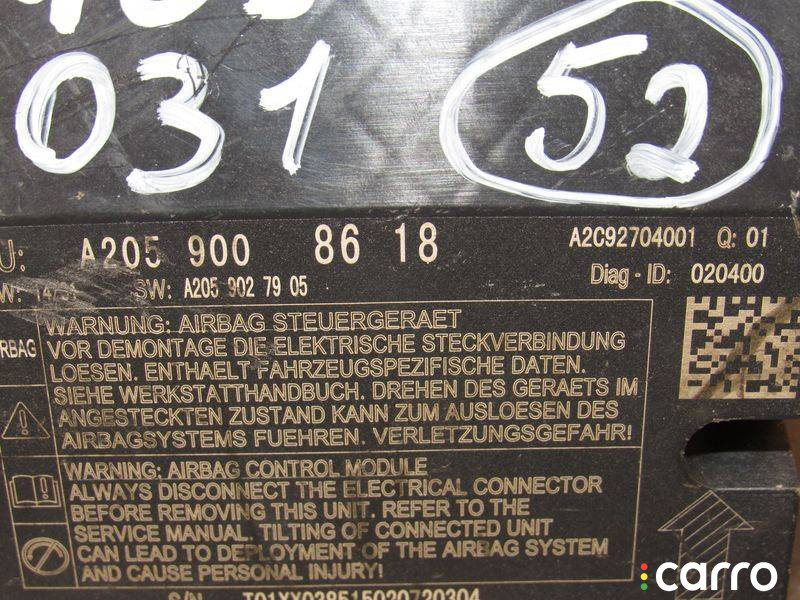 031
52
A205 900 86 18
A2C92704001 Q: 01
SW: A205 902 79 05
Diag - ID: 020400
WARNUNG: AIRBAG STEUERGERAET
VOR DEMONTAGE DIE ELEKTRISCHE STECKVERBINDUNG
LOESEN. ENTHAELT FAHRZEUGSPEZIFISCHE DATEN.
SIEHE WERKSTATTHANDBUCH. DREHEN DES GERAETS IM
ANGESTECKTEN ZUSTAND KANN ZUM AUSLOESEN DES
AIRBAGSYSTEMS FUEHREN. VERLETZUNGSGEFAHR!
WARNING: AIRBAG CONTROL MODULE
ALWAYS DISCONNECT THE ELECTRICAL CONNECTOR
BEFORE REMOVING THIS UNIT. REFER TO THE
SERVICE MANUAL. TILTING OF CONNECTED UNIT
CAN LEAD TO DEPLOYMENT OF THE AIRBAG SYSTEM
AND CAUSE PERSONAL INJURY!
S/N T01XX038515020720304
carro